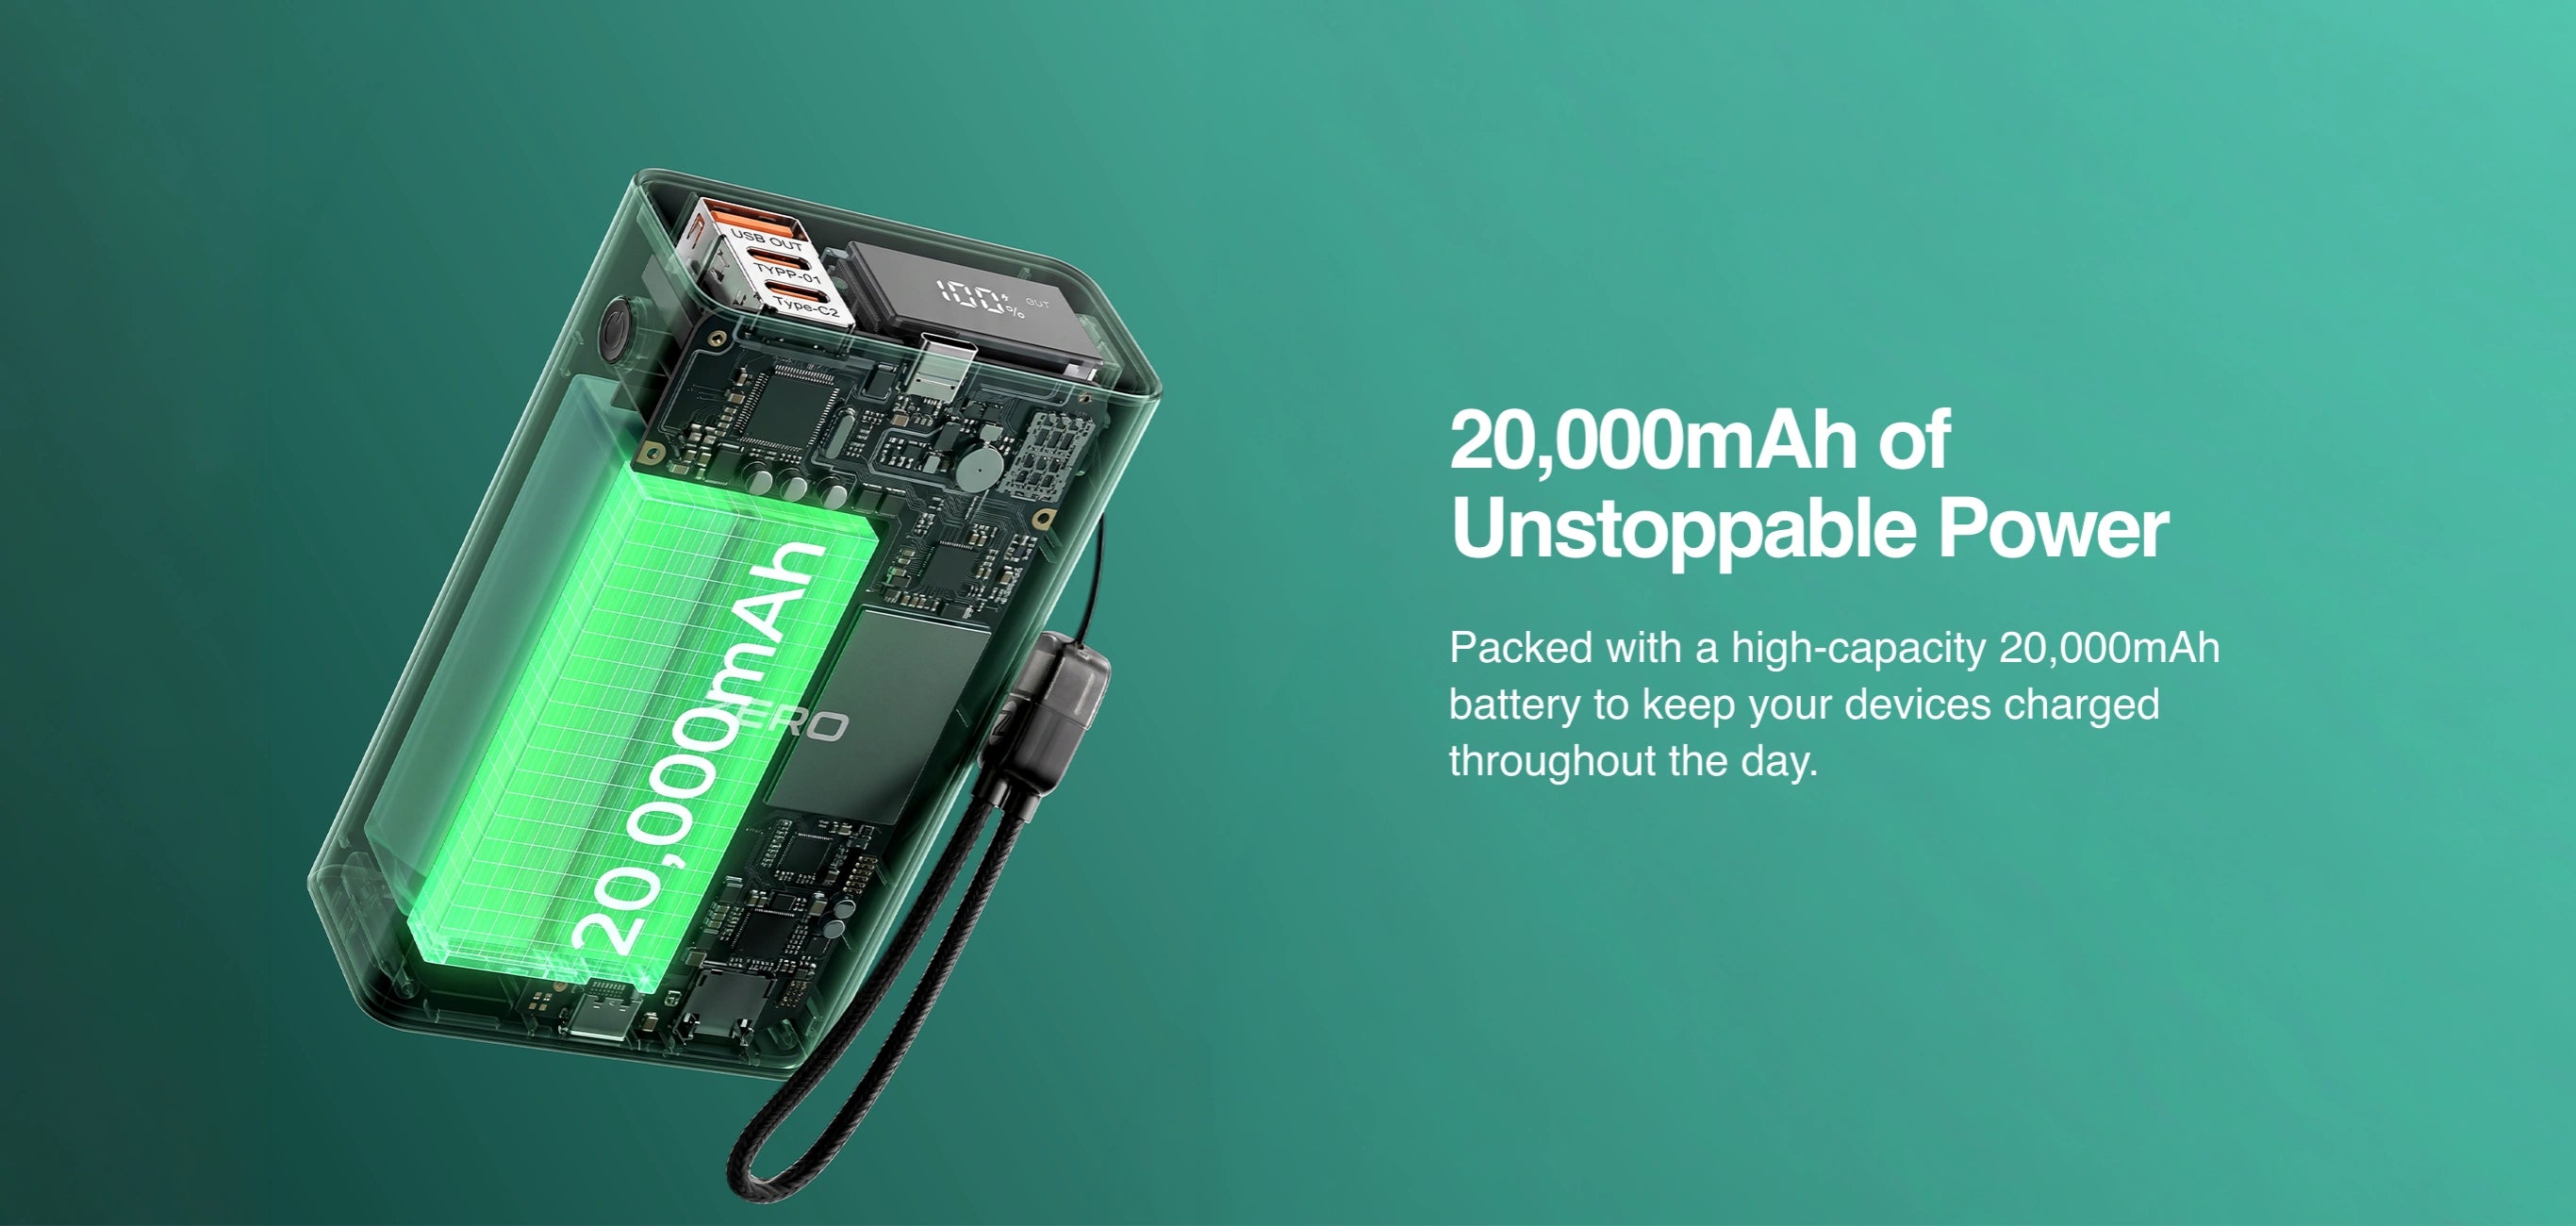 USB OUT
TYPP-01
Type-C2
100%
OUT
20,000mAh
20,000mAh of
Unstoppable Power
Packed with a high-capacity 20,000mAh
battery to keep your devices charged
throughout the day.